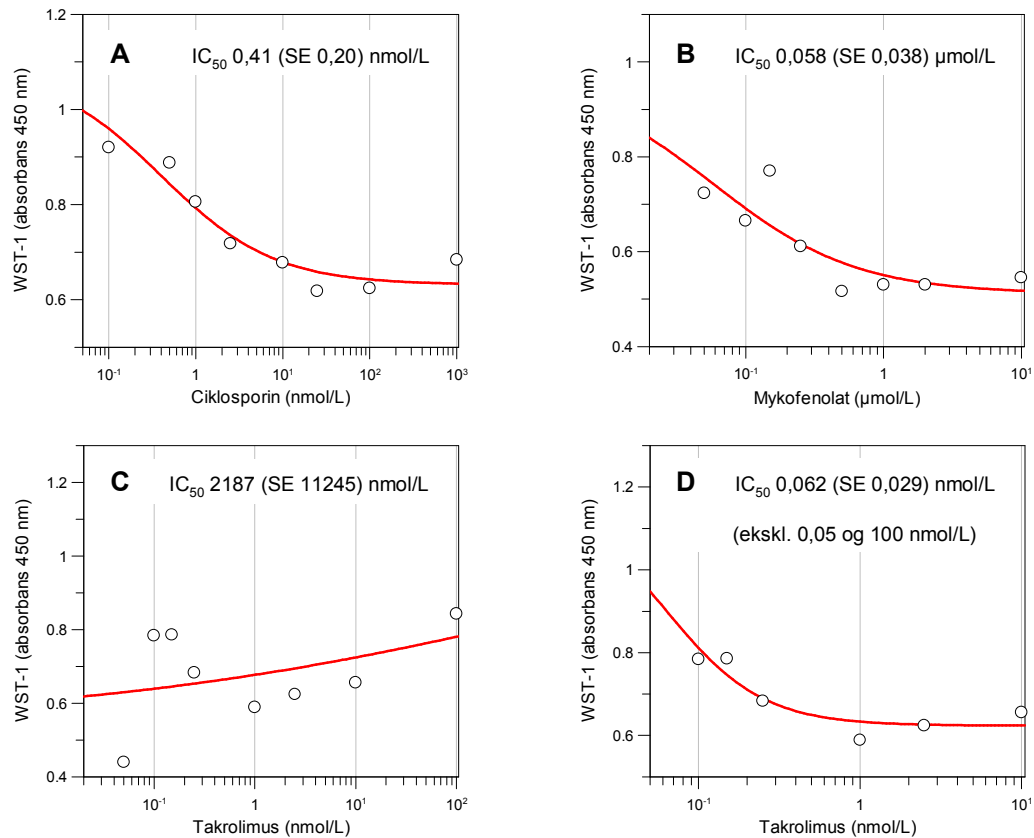 A
IC₅₀ 0,41 (SE 0,20) nmol/L
WST-1 (absorbans 450 nm)
1.2
1
0.8
0.6
10⁻¹ 1 10¹ 10² 10³
Ciklosporin (nmol/L)
B
IC₅₀ 0,058 (SE 0,038) µmol/L
WST-1 (absorbans 450 nm)
1
0.8
0.6
0.4
10⁻¹ 1 10¹
Mykofenolat (µmol/L)
C
IC₅₀ 2187 (SE 11245) nmol/L
WST-1 (absorbans 450 nm)
1.2
1
0.8
0.6
0.4
10⁻¹ 1 10¹ 10²
Takrolimus (nmol/L)
D
IC₅₀ 0,062 (SE 0,029) nmol/L
(ekskl. 0,05 og 100 nmol/L)
WST-1 (absorbans 450 nm)
1.2
1
0.8
0.6
10⁻¹ 1 10¹
Takrolimus (nmol/L)